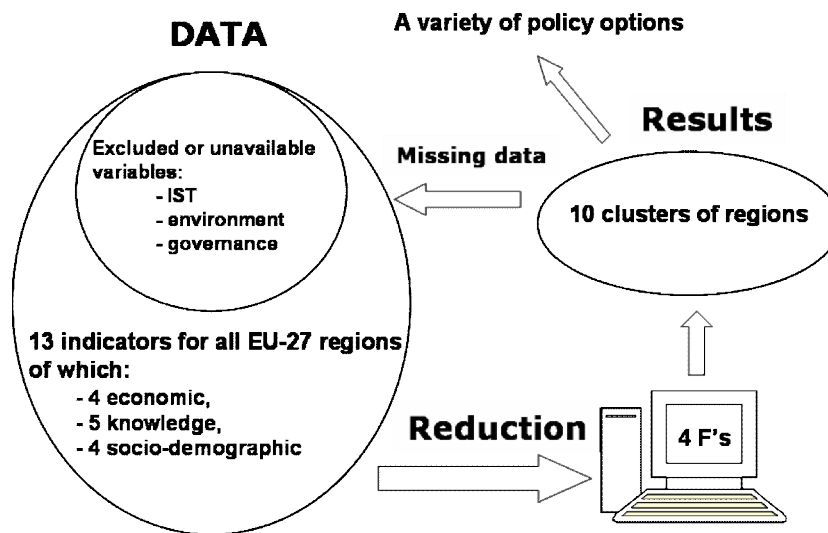 DATA
Excluded or unavailable
variables:
- IST
- environment
- governance
13 indicators for all EU-27 regions
of which:
- 4 economic,
- 5 knowledge,
- 4 socio-demographic
Reduction
4 F's
Results
10 clusters of regions
Missing data
A variety of policy options